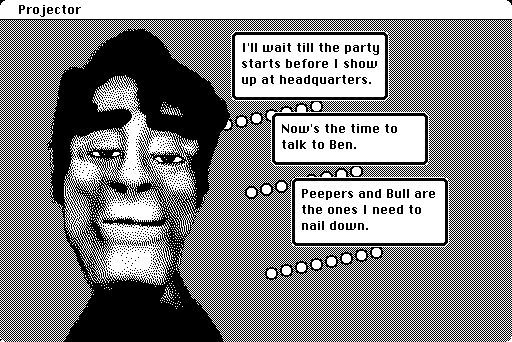 Projector
I'll wait till the party
starts before I show
up at headquarters.
Now's the time to
talk to Ben.
Peepers and Bull are
the ones I need to
nail down.